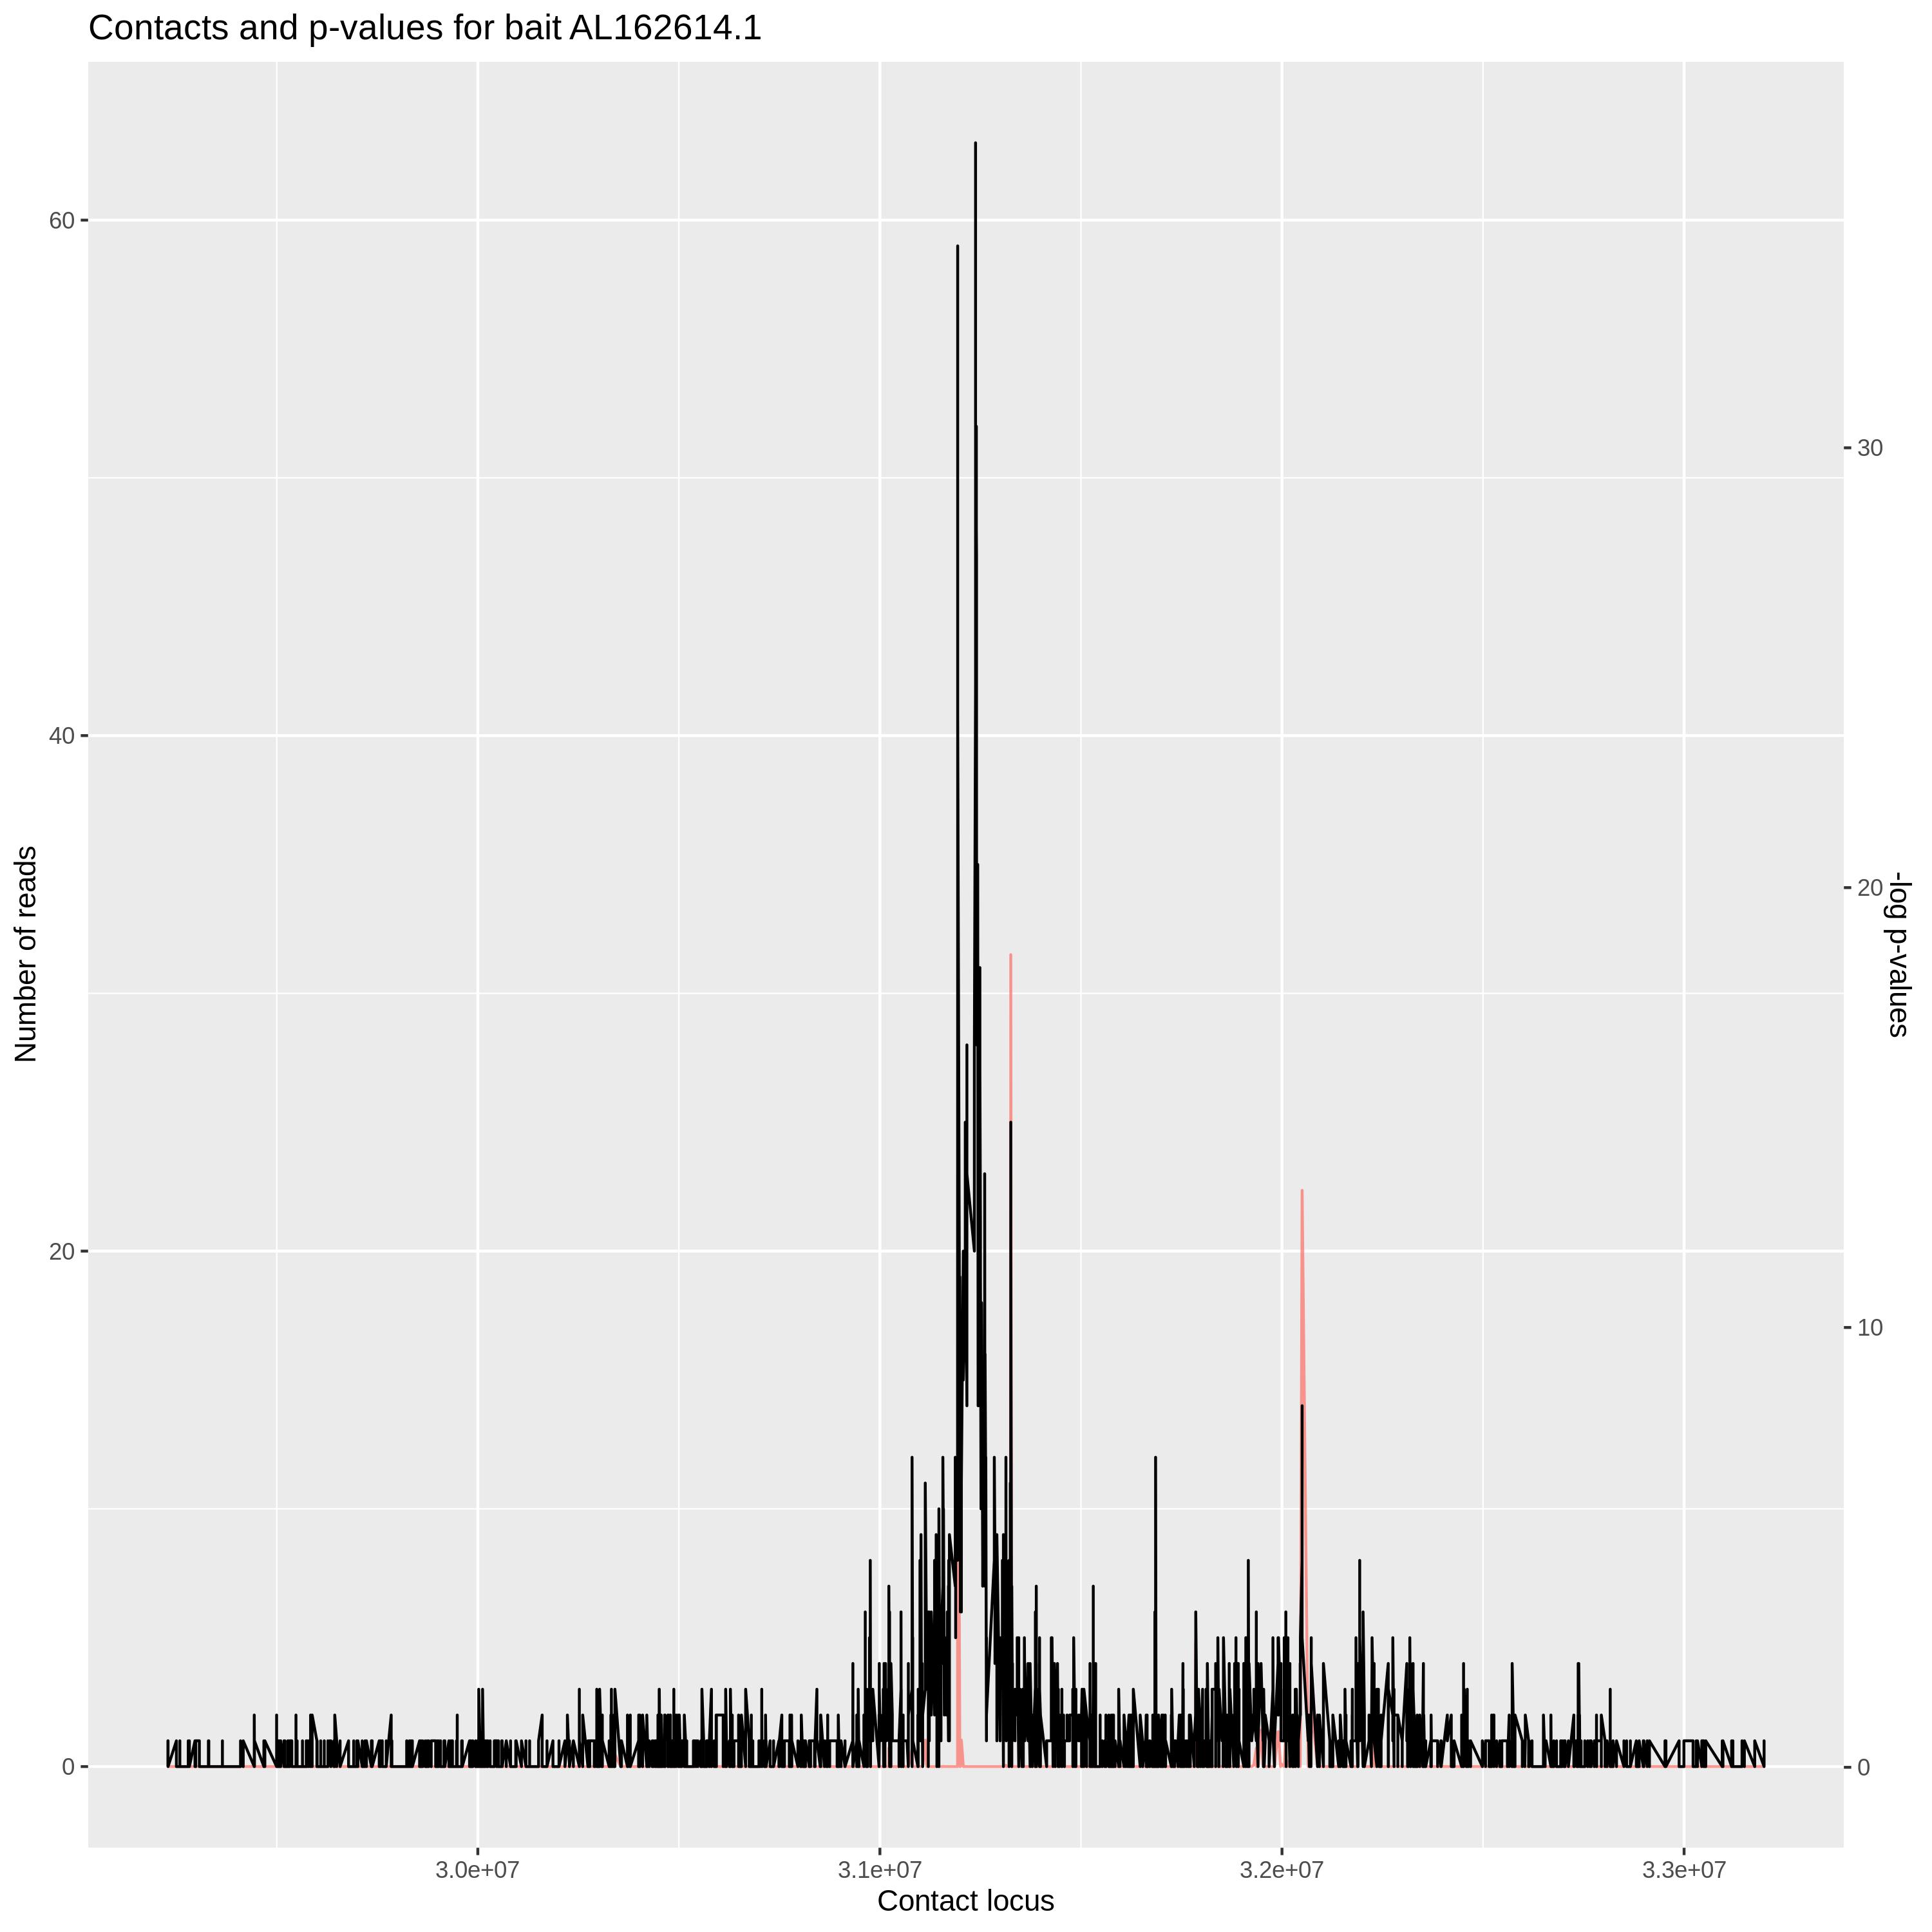 Contacts and p-values for bait AL162614.1
60
40
20
0
Number of reads
30
20
10
0
-log p-values
3.0e+07
3.1e+07
3.2e+07
3.3e+07
Contact locus